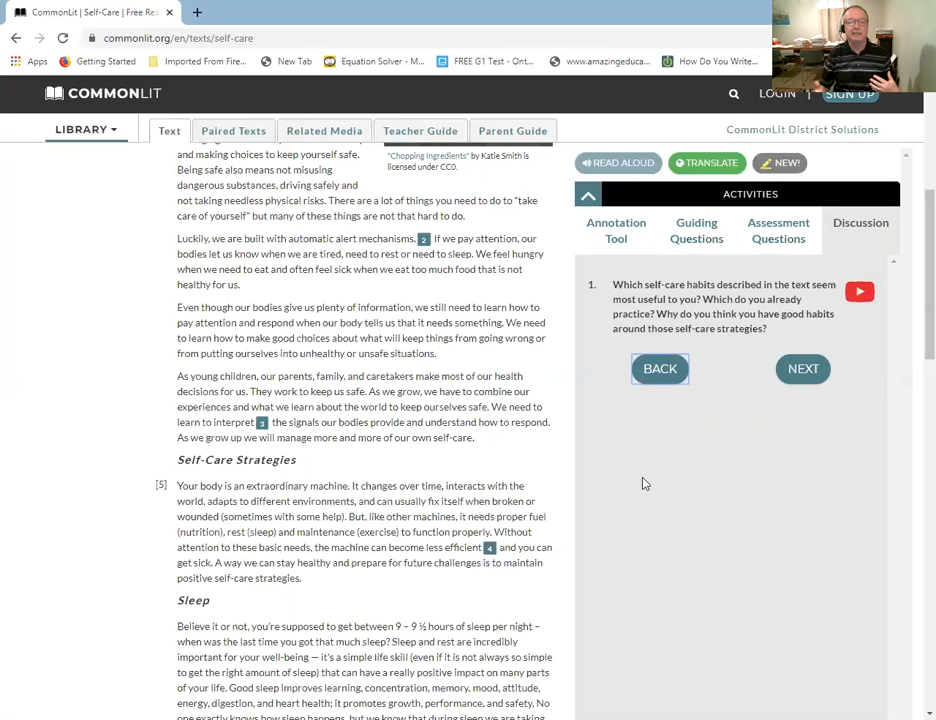 CommonLit | Self-Care | Free Rea
commonlit.org/en/texts/self-care
Apps
Getting Started
Imported From Fire...
New Tab
Equation Solver – M...
FREE G1 Test - Ont...
www.amazingeduca...
How Do You Write...
COMMONLIT
LOGIN
SIGN UP
LIBRARY
Text
Paired Texts
Related Media
Teacher Guide
Parent Guide
CommonLit District Solutions
and making choices to keep yourself safe.
Being safe also means not misusing
dangerous substances, driving safely and
not taking needless physical risks. There are a lot of things you need to do to “take
care of yourself” but many of these things are not that hard to do.
"Chopping Ingredients" by Katie Smith is
licensed under CC0.
Luckily, we are built with automatic alert mechanisms. 2 If we pay attention, our
bodies let us know when we are tired, need to rest or need to sleep. We feel hungry
when we need to eat and often feel sick when we eat too much food that is not
healthy for us.
Even though our bodies give us plenty of information, we still need to learn how to
pay attention and respond when our body tells us that it needs something. We need
to learn how to make good choices about what will keep things from going wrong or
from putting ourselves into unhealthy or unsafe situations.
As young children, our parents, family, and caretakers make most of our health
decisions for us. They work to keep us safe. As we grow, we have to combine our
experiences and what we learn about the world to keep ourselves safe. We need to
learn to interpret 3 the signals our bodies provide and understand how to respond.
As we grow up we will manage more and more of our own self-care.
Self-Care Strategies
[5] Your body is an extraordinary machine. It changes over time, interacts with the
world, adapts to different environments, and can usually fix itself when broken or
wounded (sometimes with some help). But, like other machines, it needs proper fuel
(nutrition), rest (sleep) and maintenance (exercise) to function properly. Without
attention to these basic needs, the machine can become less efficient 4 and you can
get sick. A way we can stay healthy and prepare for future challenges is to maintain
positive self-care strategies.
Sleep
Believe it or not, you’re supposed to get between 9 – 9 ½ hours of sleep per night –
when was the last time you got that much sleep? Sleep and rest are incredibly
important for your well-being — it’s a simple life skill (even if it is not always so simple
to get the right amount of sleep) that can have a really positive impact on many parts
of your life. Good sleep improves learning, concentration, memory, mood, attitude,
energy, digestion, and heart health; it promotes growth, performance, and safety. No
one exactly knows how sleep happens, but we know that during sleep we are taking
READ ALOUD
TRANSLATE
NEW!
ACTIVITIES
Annotation
Tool
Guiding
Questions
Assessment
Questions
Discussion
1. Which self-care habits described in the text seem
most useful to you? Which do you already
practice? Why do you think you have good habits
around those self-care strategies?
BACK
NEXT